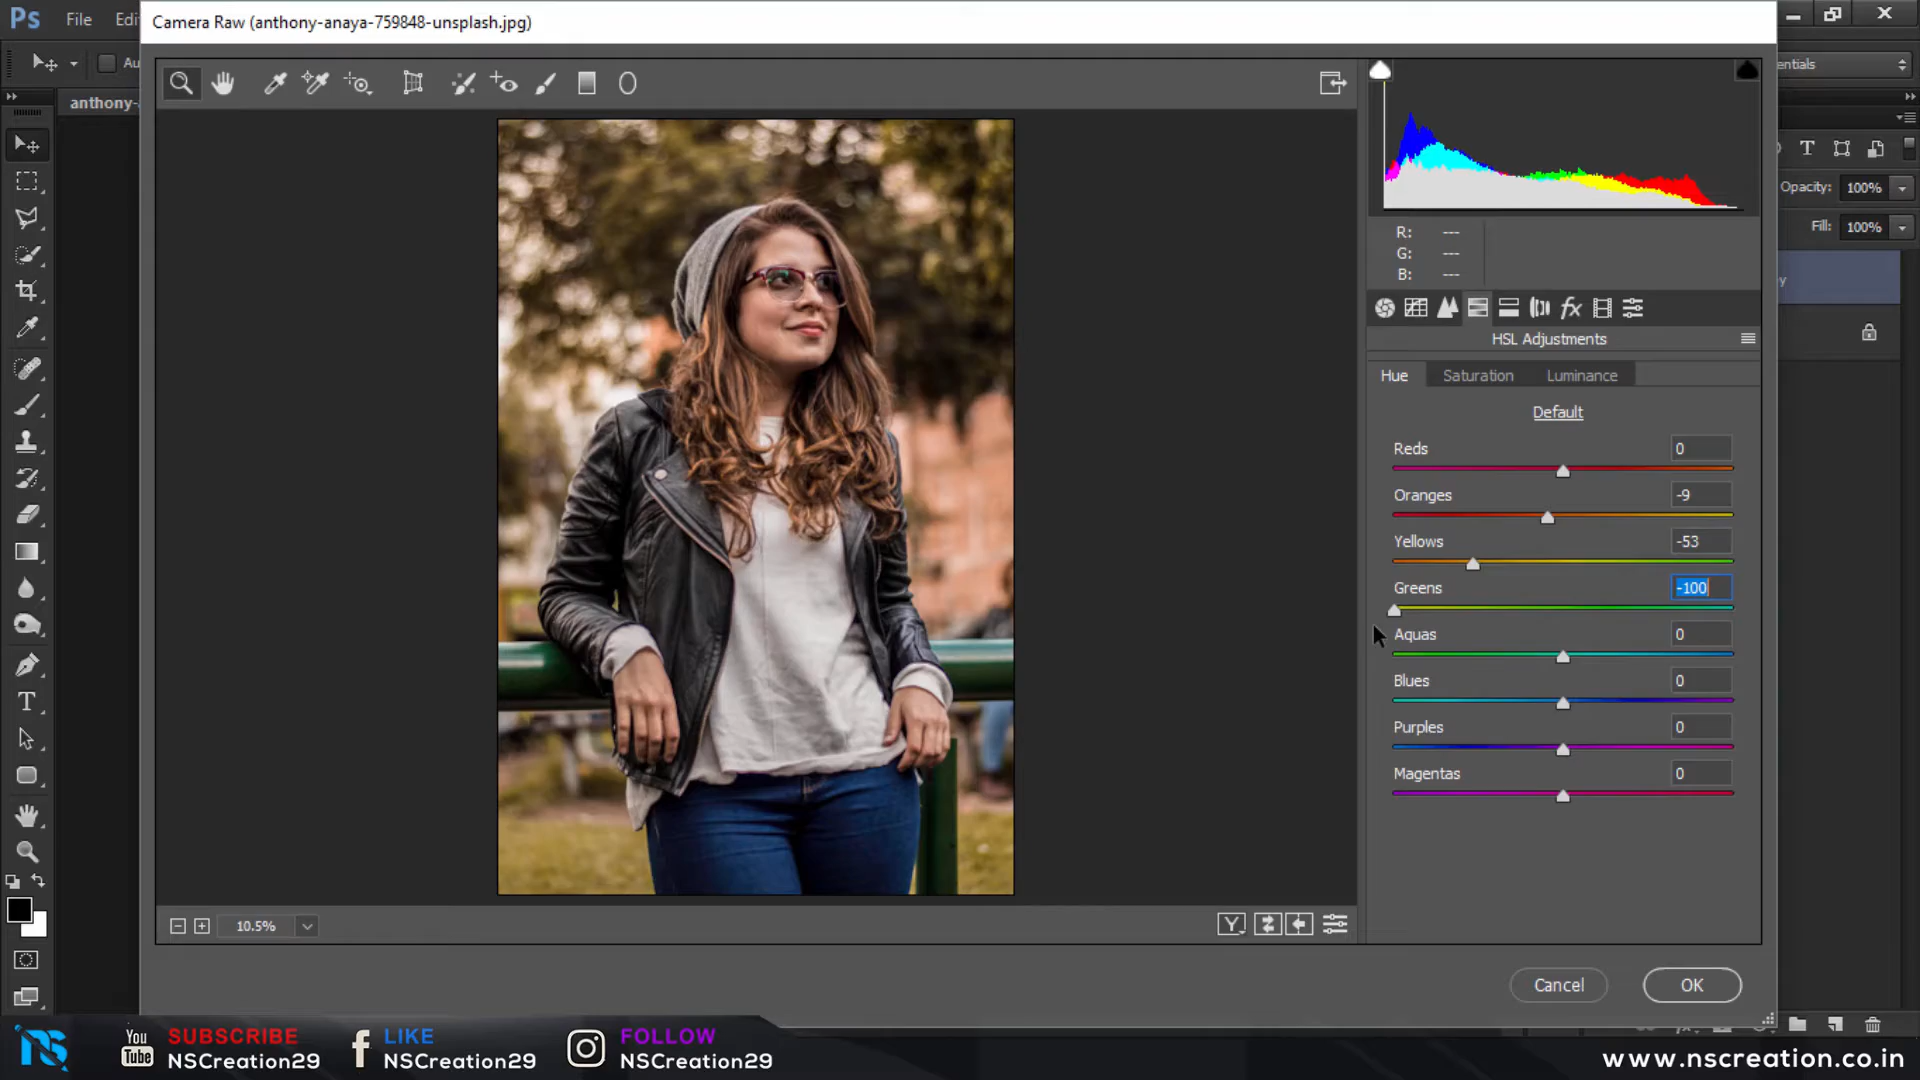 Ps File Edi
Camera Raw (anthony-anaya-759848-unsplash.jpg)
Au
entials
anthony-a
R: ---
G: ---
B: ---
Opacity: 100%
Fill: 100%
HSL Adjustments
Hue Saturation Luminance
Default
Reds 0
Oranges -9
Yellows -53
Greens -100
Aquas 0
Blues 0
Purples 0
Magentas 0
10.5%
Y
Cancel OK
NS
You Tube SUBSCRIBE
NSCreation29
f LIKE
NSCreation29
FOLLOW
NSCreation29
www.nscreation.co.in